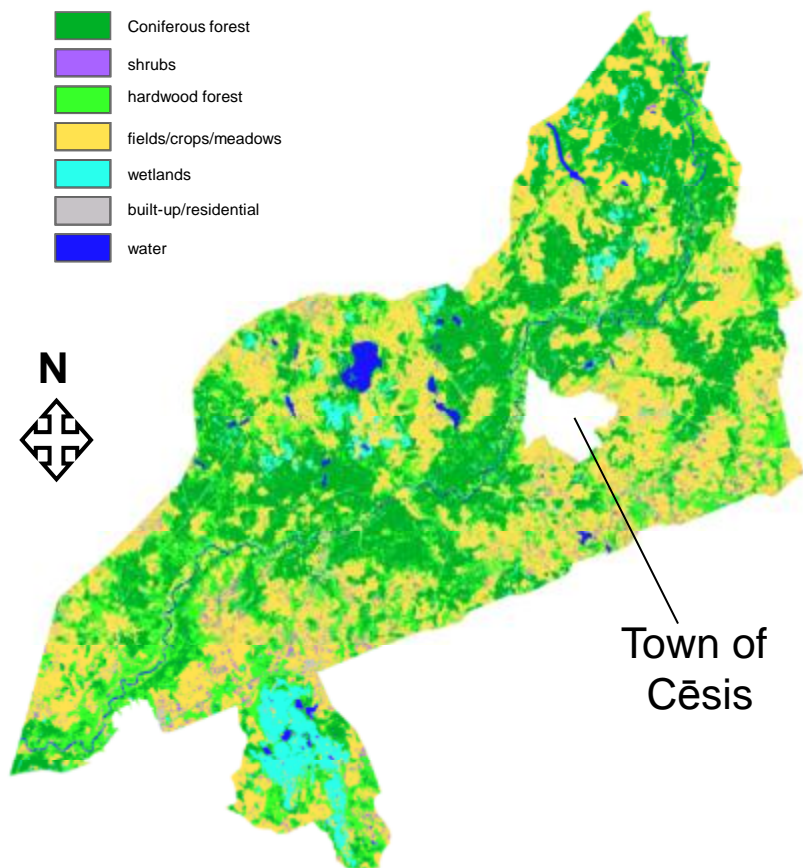 Coniferous forest
shrubs
hardwood forest
fields/crops/meadows
wetlands
built-up/residential
water
N
Town of
Cēsis